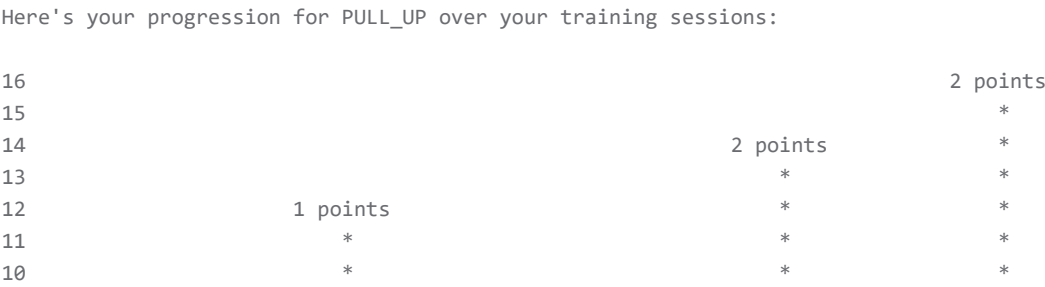 Here's your progression for PULL_UP over your training sessions:
16 2 points
15 *
14 2 points *
13 * *
12 1 points * *
11 * * *
10 * * *